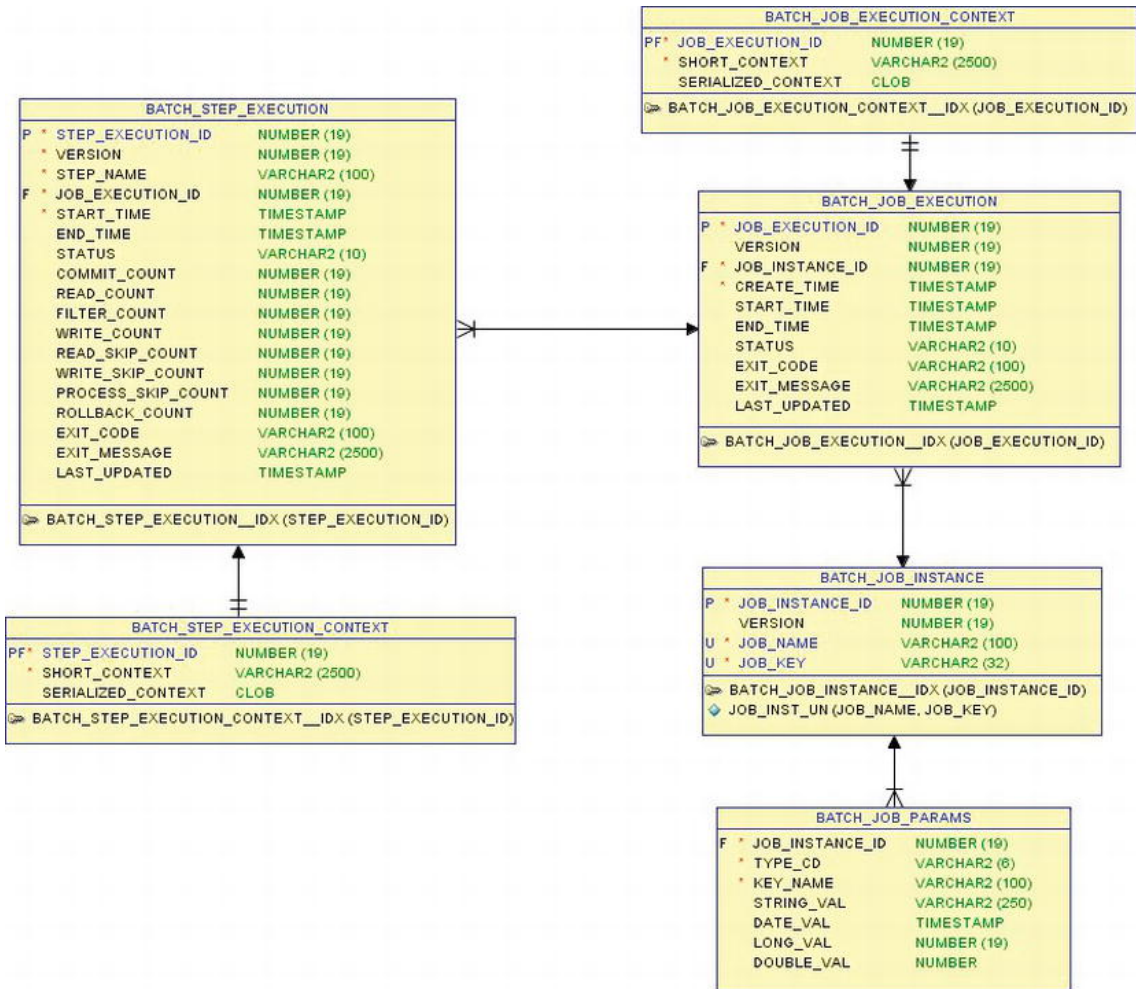 BATCH_JOB_EXECUTION_CONTEXT
PF* JOB_EXECUTION_ID NUMBER (19)
* SHORT_CONTEXT VARCHAR2 (2500)
SERIALIZED_CONTEXT CLOB
BATCH_JOB_EXECUTION_CONTEXT__IDX (JOB_EXECUTION_ID)
BATCH_STEP_EXECUTION
P * STEP_EXECUTION_ID NUMBER (19)
* VERSION NUMBER (19)
* STEP_NAME VARCHAR2 (100)
F * JOB_EXECUTION_ID NUMBER (19)
* START_TIME TIMESTAMP
END_TIME TIMESTAMP
STATUS VARCHAR2 (10)
COMMIT_COUNT NUMBER (19)
READ_COUNT NUMBER (19)
FILTER_COUNT NUMBER (19)
WRITE_COUNT NUMBER (19)
READ_SKIP_COUNT NUMBER (19)
WRITE_SKIP_COUNT NUMBER (19)
PROCESS_SKIP_COUNT NUMBER (19)
ROLLBACK_COUNT NUMBER (19)
EXIT_CODE VARCHAR2 (100)
EXIT_MESSAGE VARCHAR2 (2500)
LAST_UPDATED TIMESTAMP
BATCH_STEP_EXECUTION__IDX (STEP_EXECUTION_ID)
BATCH_JOB_EXECUTION
P * JOB_EXECUTION_ID NUMBER (19)
VERSION NUMBER (19)
F * JOB_INSTANCE_ID NUMBER (19)
* CREATE_TIME TIMESTAMP
START_TIME TIMESTAMP
END_TIME TIMESTAMP
STATUS VARCHAR2 (10)
EXIT_CODE VARCHAR2 (100)
EXIT_MESSAGE VARCHAR2 (2500)
LAST_UPDATED TIMESTAMP
BATCH_JOB_EXECUTION__IDX (JOB_EXECUTION_ID)
BATCH_STEP_EXECUTION_CONTEXT
PF* STEP_EXECUTION_ID NUMBER (19)
* SHORT_CONTEXT VARCHAR2 (2500)
SERIALIZED_CONTEXT CLOB
BATCH_STEP_EXECUTION_CONTEXT__IDX (STEP_EXECUTION_ID)
BATCH_JOB_INSTANCE
P * JOB_INSTANCE_ID NUMBER (19)
VERSION NUMBER (19)
U * JOB_NAME VARCHAR2 (100)
U * JOB_KEY VARCHAR2 (32)
BATCH_JOB_INSTANCE__IDX (JOB_INSTANCE_ID)
JOB_INST_UN (JOB_NAME, JOB_KEY)
BATCH_JOB_PARAMS
F * JOB_INSTANCE_ID NUMBER (19)
* TYPE_CD VARCHAR2 (6)
* KEY_NAME VARCHAR2 (100)
STRING_VAL VARCHAR2 (250)
DATE_VAL TIMESTAMP
LONG_VAL NUMBER (19)
DOUBLE_VAL NUMBER